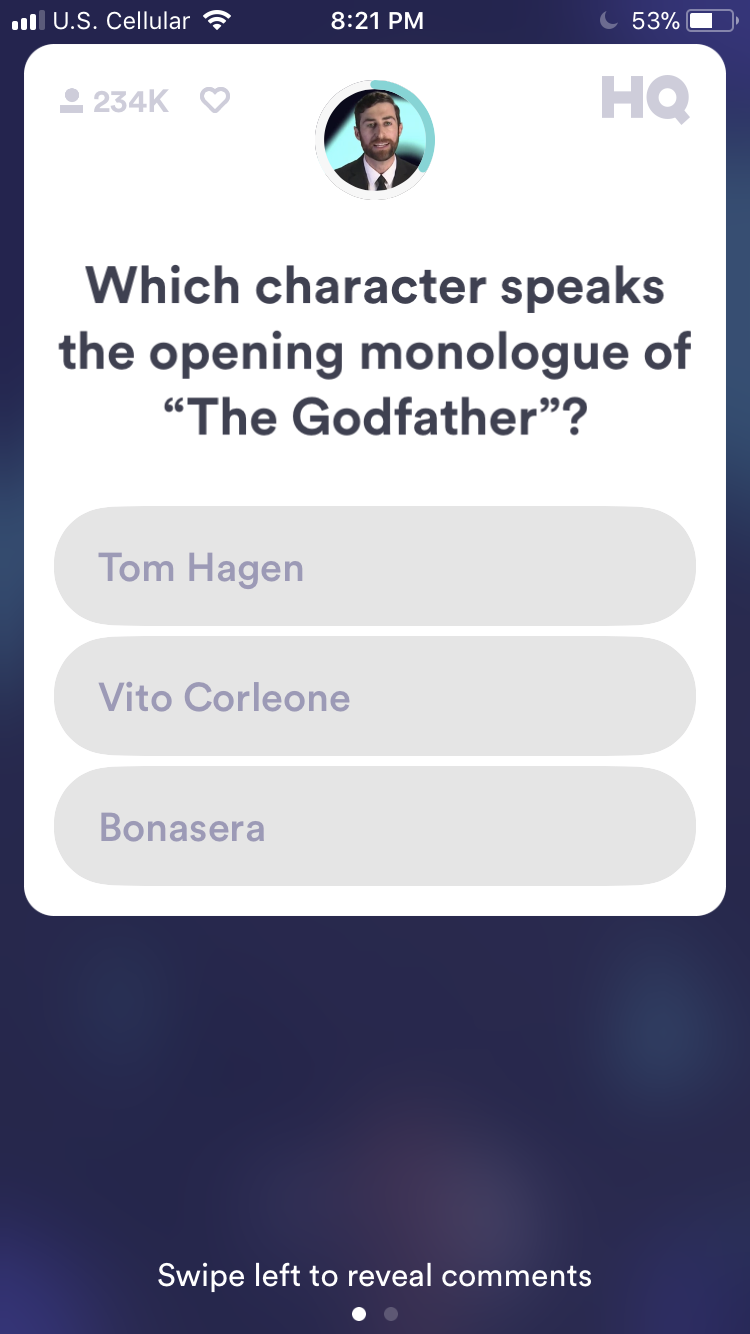 U.S. Cellular 8:21 PM 53%
234K HQ
Which character speaks
the opening monologue of
“The Godfather”?
Tom Hagen
Vito Corleone
Bonasera
Swipe left to reveal comments